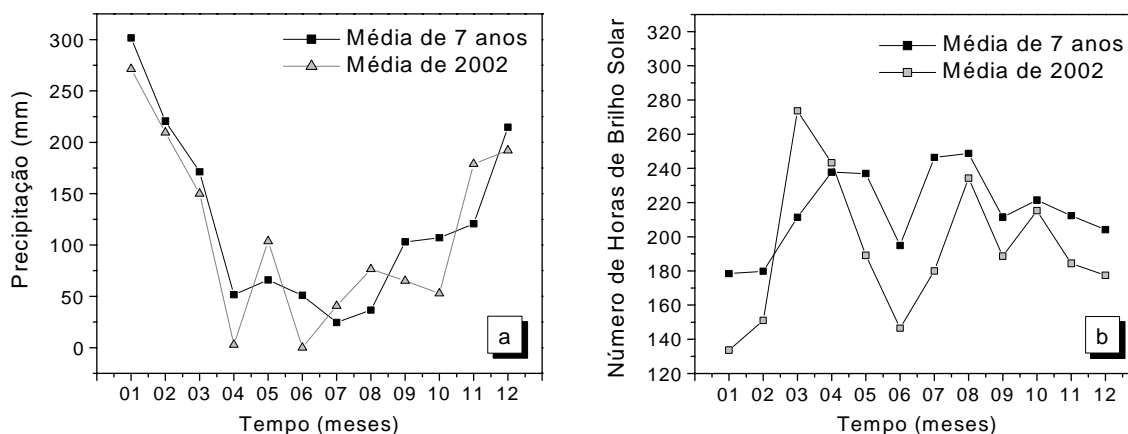 Média de 7 anos
Média de 2002
300
250
200
150
100
50
0
Precipitação (mm)
01 02 03 04 05 06 07 08 09 10 11 12
Tempo (meses)
a
Média de 7 anos
Média de 2002
320
300
280
260
240
220
200
180
160
140
120
Número de Horas de Brilho Solar
01 02 03 04 05 06 07 08 09 10 11 12
Tempo (meses)
b